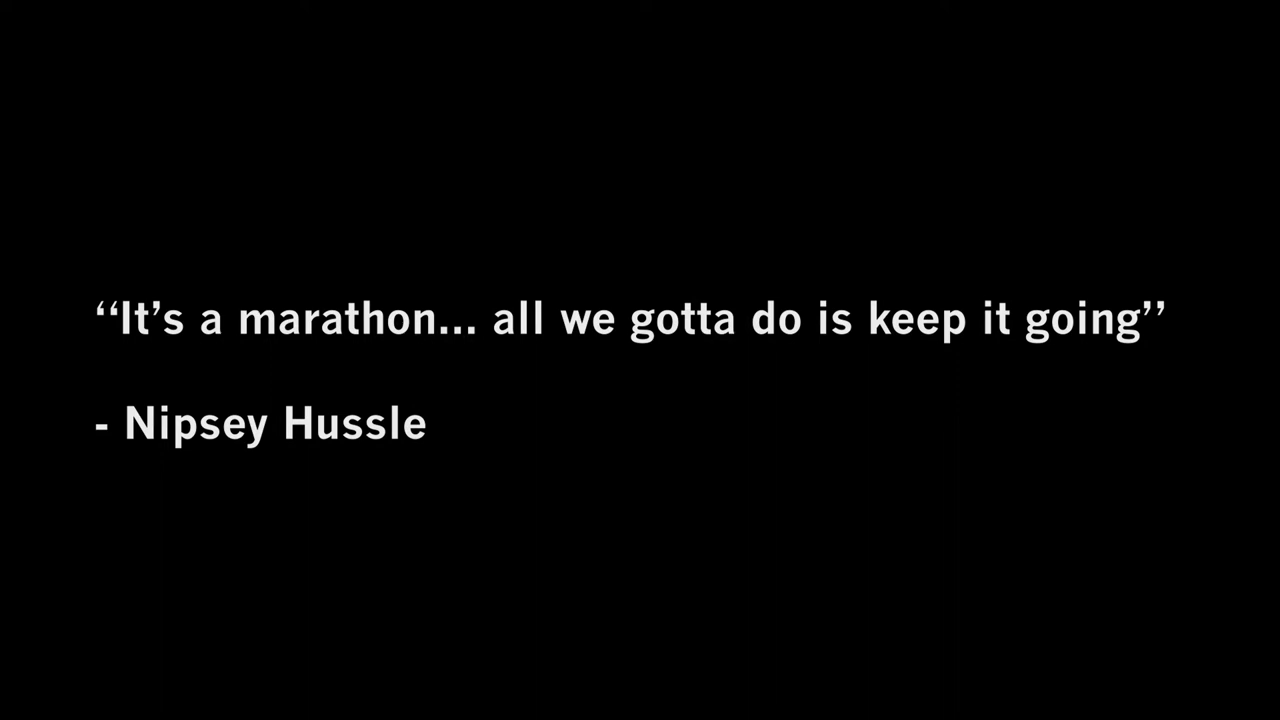 “It’s a marathon... all we gotta do is keep it going”
- Nipsey Hussle